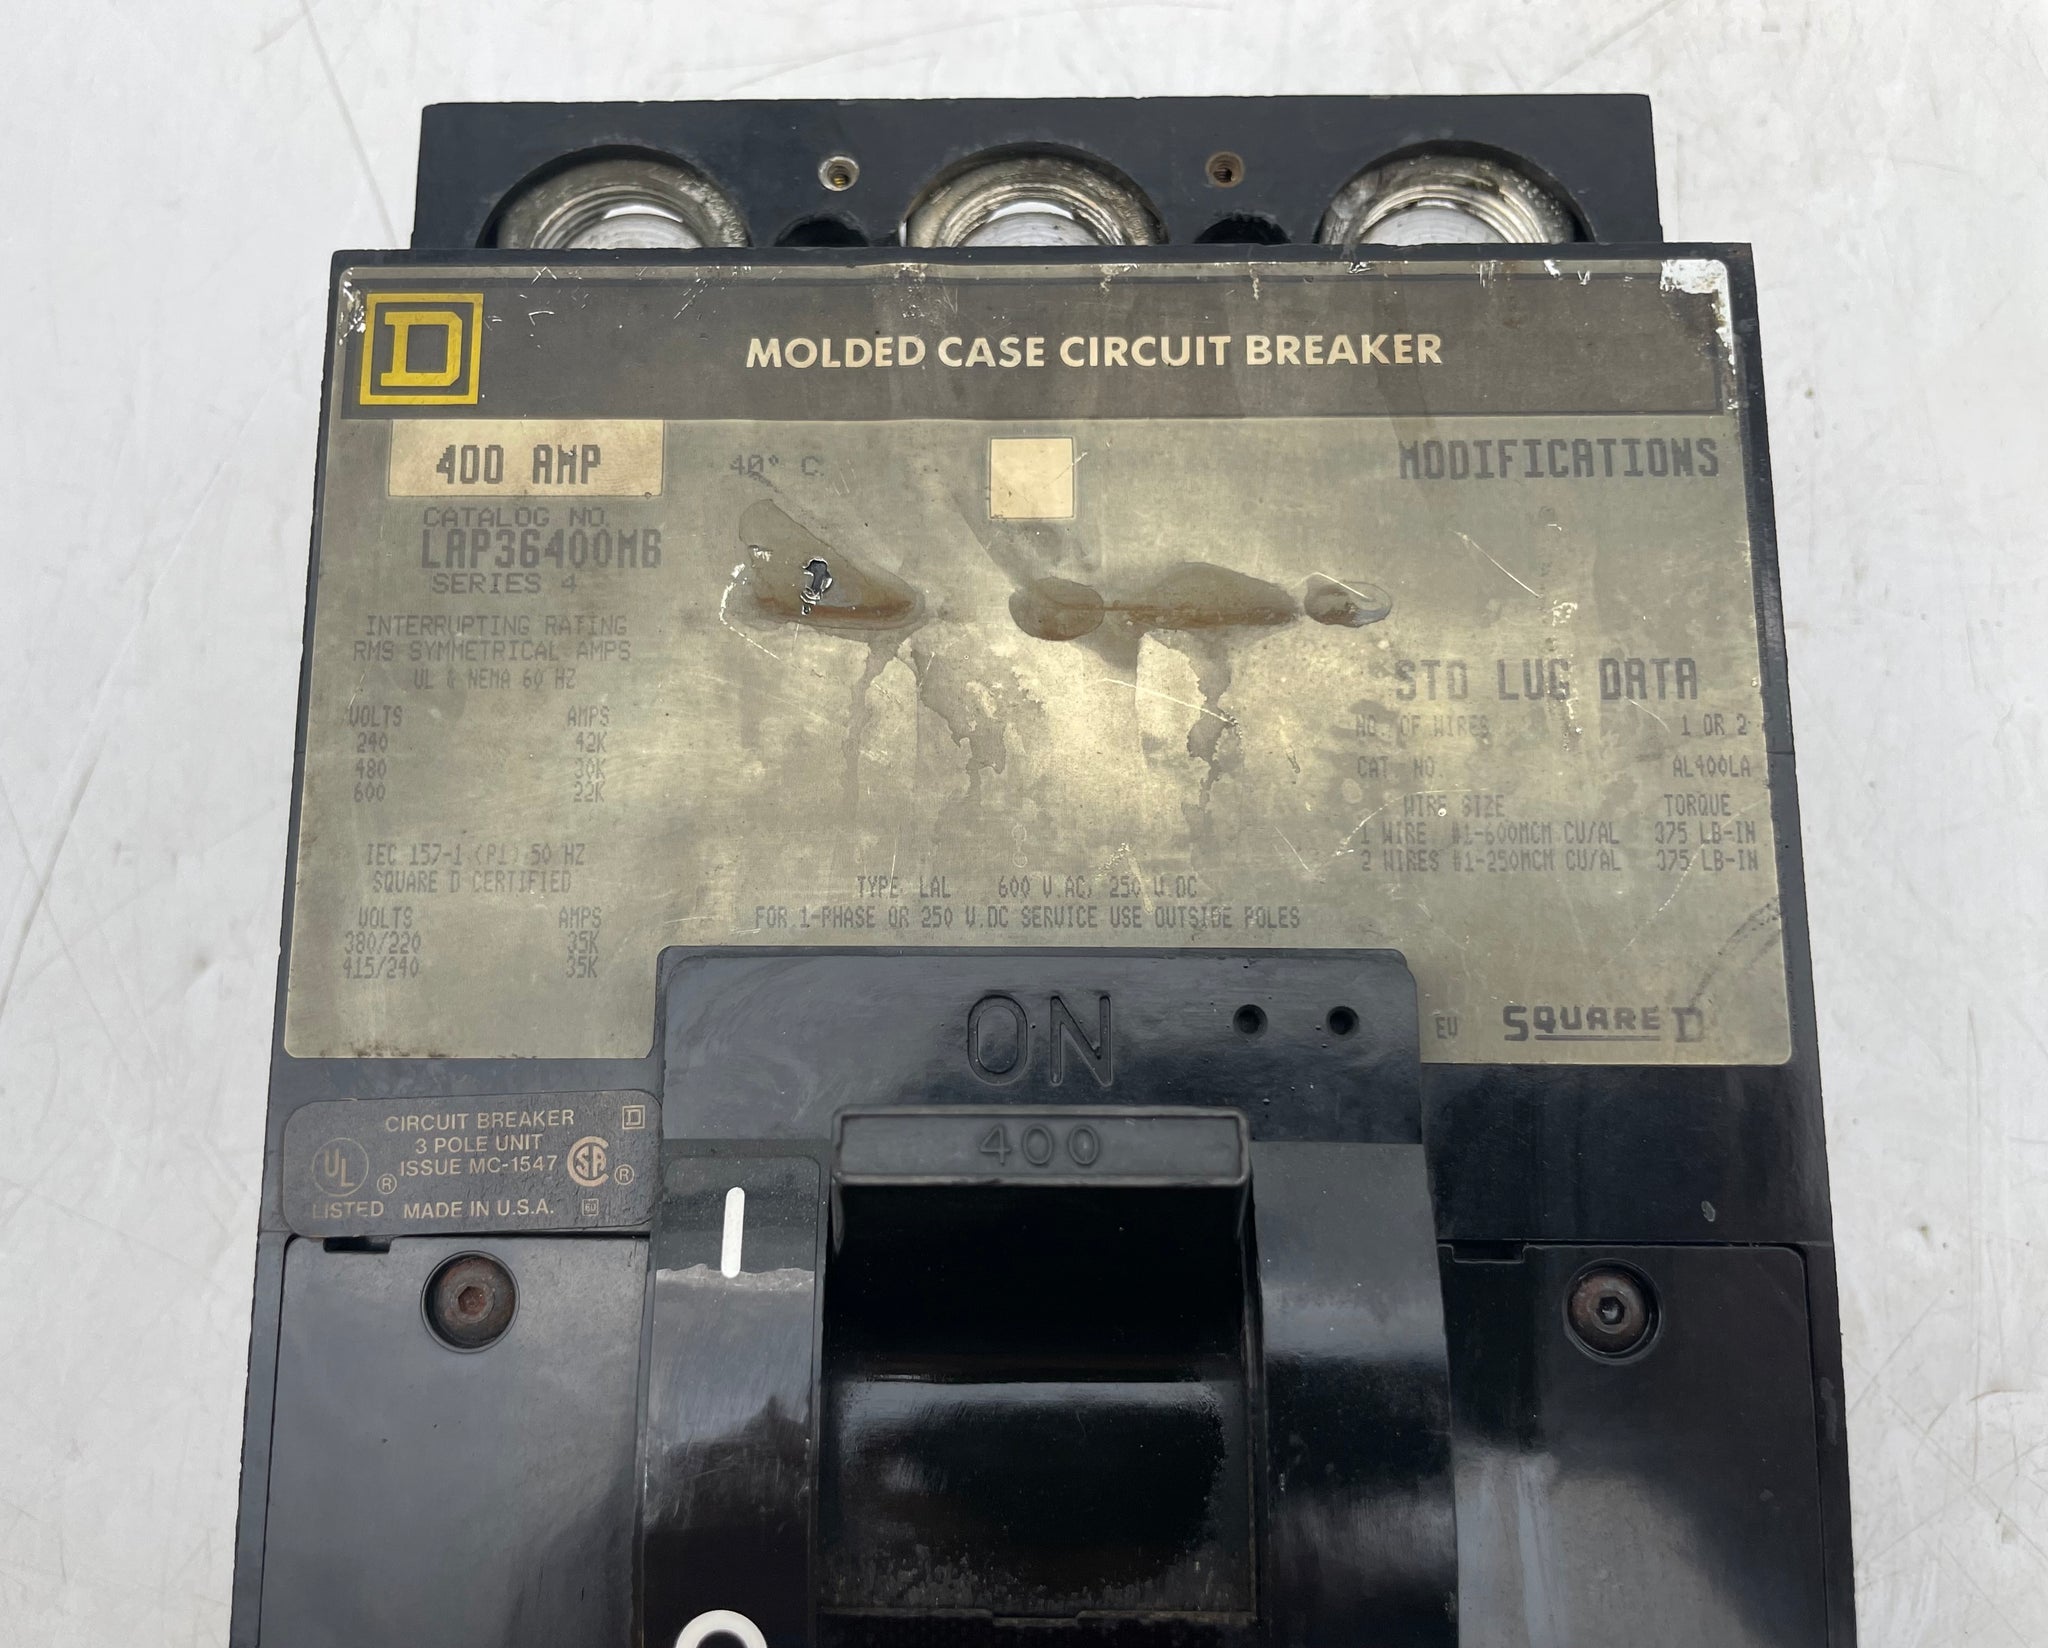 D
MOLDED CASE CIRCUIT BREAKER
400 AMP
40° C
MODIFICATIONS
CATALOG NO.
LAP36400MB
SERIES 4
INTERRUPTING RATING
RMS SYMMETRICAL AMPS
UL & NEMA 60 HZ
VOLTS AMPS
240 42K
480 30K
600 22K
IEC 157-1 (P1) 50 HZ
SQUARE D CERTIFIED
VOLTS AMPS
380/220 35K
415/240 35K
TYPE LAL 600 V.AC, 250 V.DC
FOR 1-PHASE OR 250 V.DC SERVICE USE OUTSIDE POLES
STD LUG DATA
NO. OF WIRES 1 OR 2
CAT. NO. AL400LA
WIRE SIZE TORQUE
1 WIRE #1-600MCM CU/AL 375 LB-IN
2 WIRES #1-250MCM CU/AL 375 LB-IN
EU SQUARE D
ON
400
CIRCUIT BREAKER D
3 POLE UNIT
ISSUE MC-1547
UL ® SA ®
LISTED MADE IN U.S.A.